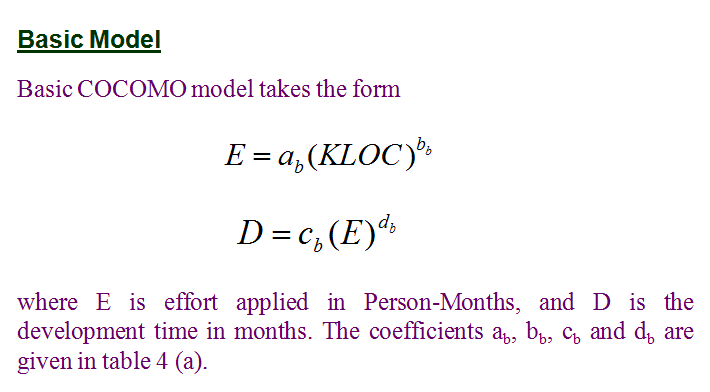 Basic Model
Basic COCOMO model takes the form
E = a_b(KLOC)^{b_b}
D = c_b(E)^{d_b}
where E is effort applied in Person-Months, and D is the
development time in months. The coefficients a_b, b_b, c_b and d_b are
given in table 4 (a).